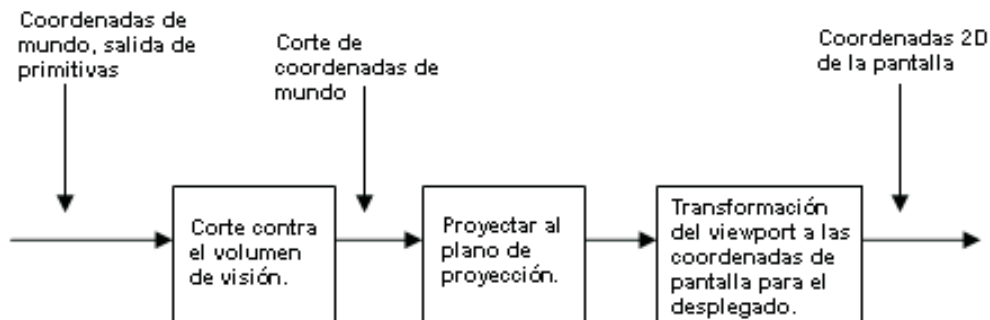 Coordenadas de
mundo, salida de
primitivas
Corte de
coordenadas de
mundo
Coordenadas 2D
de la pantalla
Corte contra
el volumen
de visión.
Proyectar al
plano de
proyección.
Transformación
del viewport a las
coordenadas de
pantalla para el
desplegado.